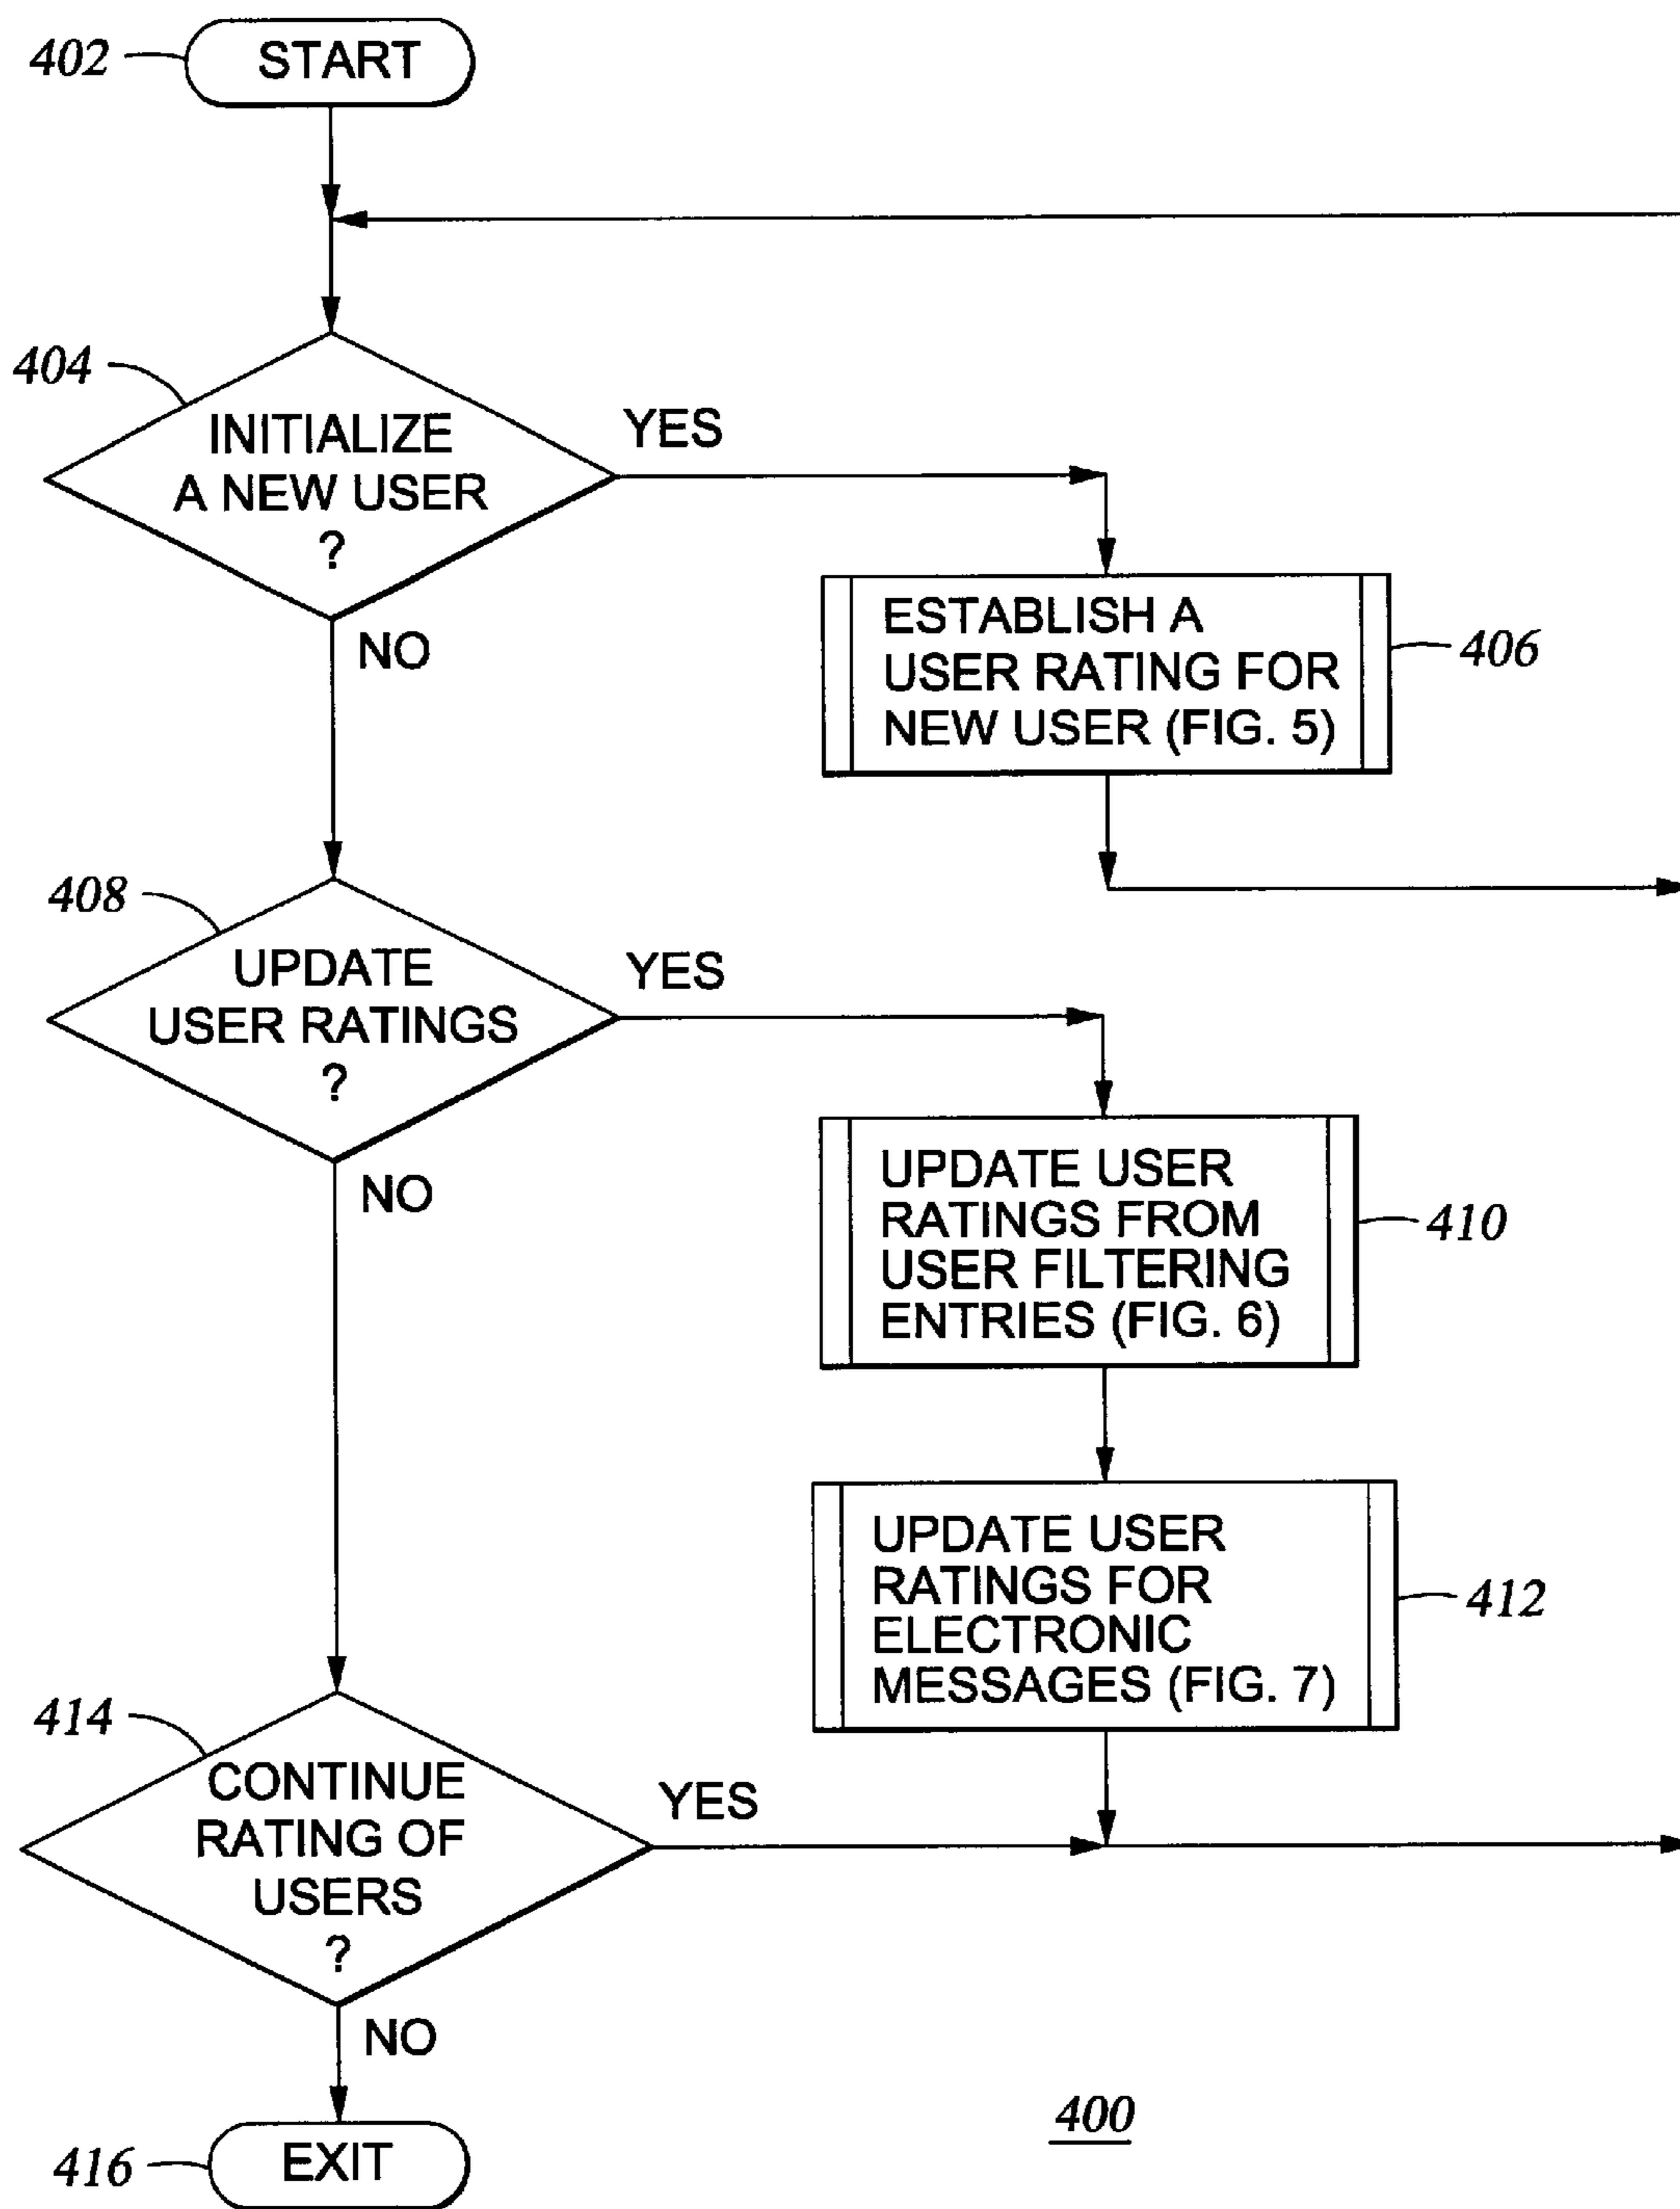 402
START
404
INITIALIZE
A NEW USER
?
YES
NO
ESTABLISH A
USER RATING FOR
NEW USER (FIG. 5)
406
408
UPDATE
USER RATINGS
?
YES
NO
UPDATE USER
RATINGS FROM
USER FILTERING
ENTRIES (FIG. 6)
410
UPDATE USER
RATINGS FOR
ELECTRONIC
MESSAGES (FIG. 7)
412
414
CONTINUE
RATING OF
USERS
?
YES
NO
416
EXIT
400